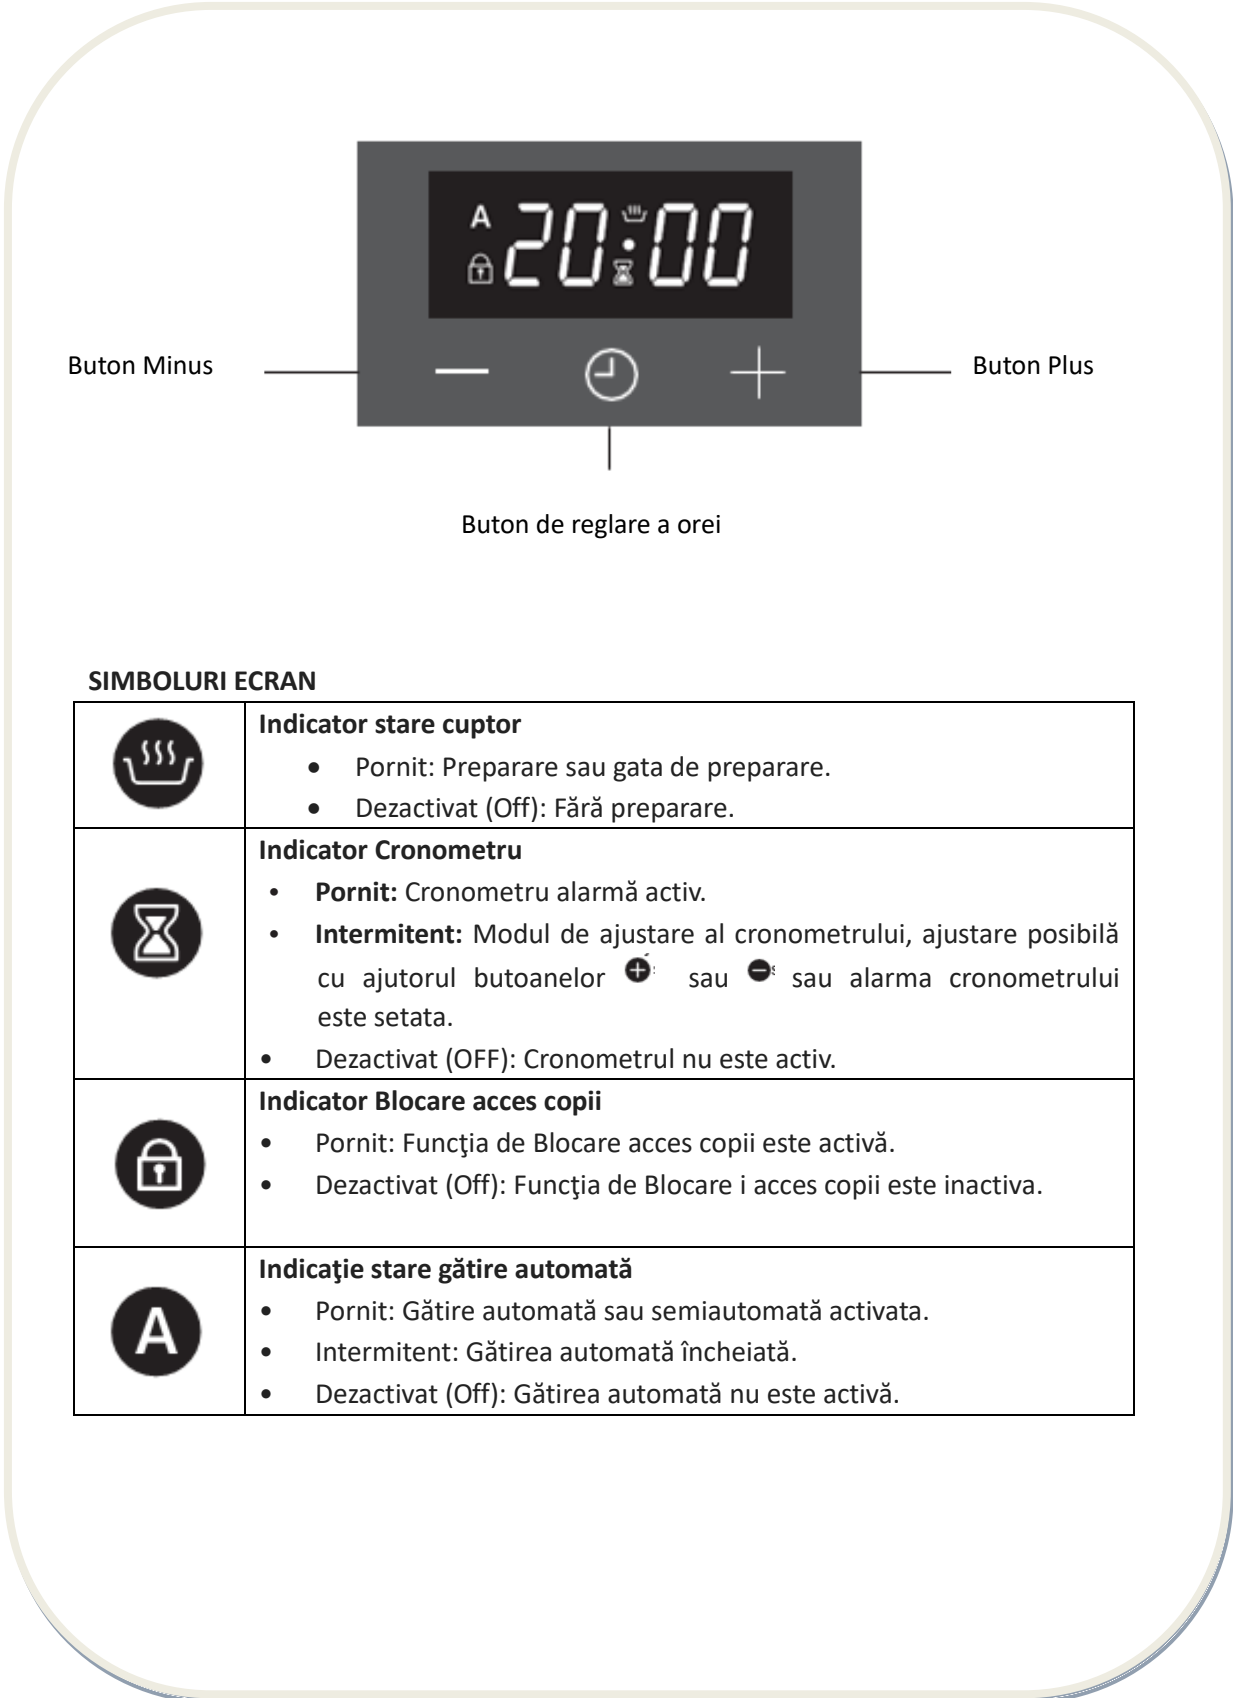 A 20:00
Buton Minus
Buton Plus
Buton de reglare a orei
SIMBOLURI ECRAN
Indicator stare cuptor
• Pornit: Preparare sau gata de preparare.
• Dezactivat (Off): Fără preparare.
Indicator Cronometru
• Pornit: Cronometru alarmă activ.
• Intermitent: Modul de ajustare al cronometrului, ajustare posibilă
cu ajutorul butoanelor + sau - sau alarma cronometrului
este setata.
• Dezactivat (OFF): Cronometrul nu este activ.
Indicator Blocare acces copii
• Pornit: Funcţia de Blocare acces copii este activă.
• Dezactivat (Off): Funcţia de Blocare i acces copii este inactiva.
A
Indicaţie stare gătire automată
• Pornit: Gătire automată sau semiautomată activata.
• Intermitent: Gătirea automată încheiată.
• Dezactivat (Off): Gătirea automată nu este activă.